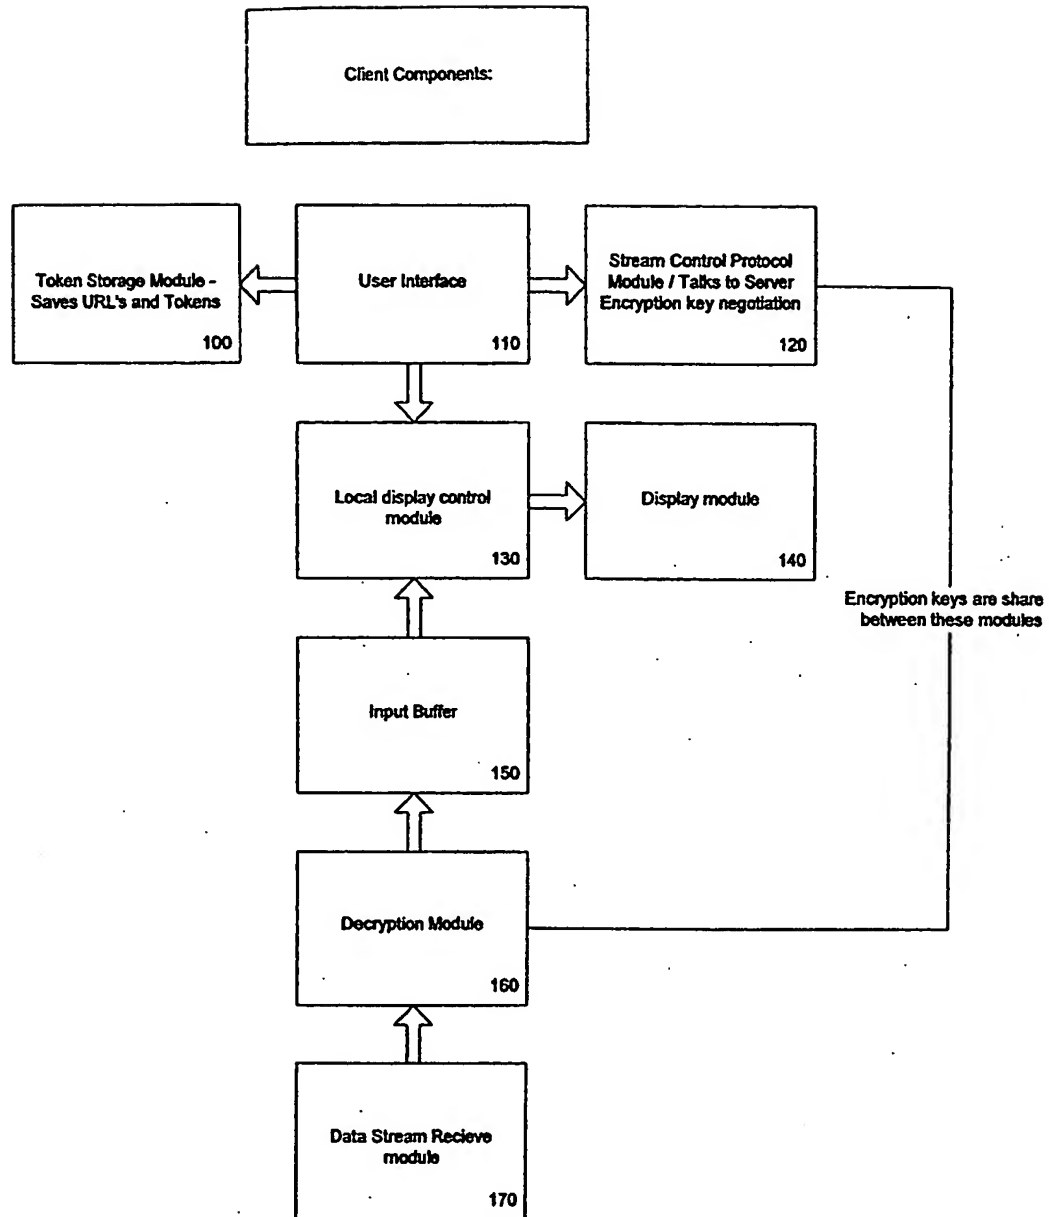 Client Components:
Token Storage Module -
Saves URL's and Tokens
100
User Interface
110
Stream Control Protocol
Module / Talks to Server
Encryption key negotiation
120
Local display control
module
130
Display module
140
Encryption keys are share
between these modules
Input Buffer
150
Decryption Module
160
Data Stream Recieve
module
170